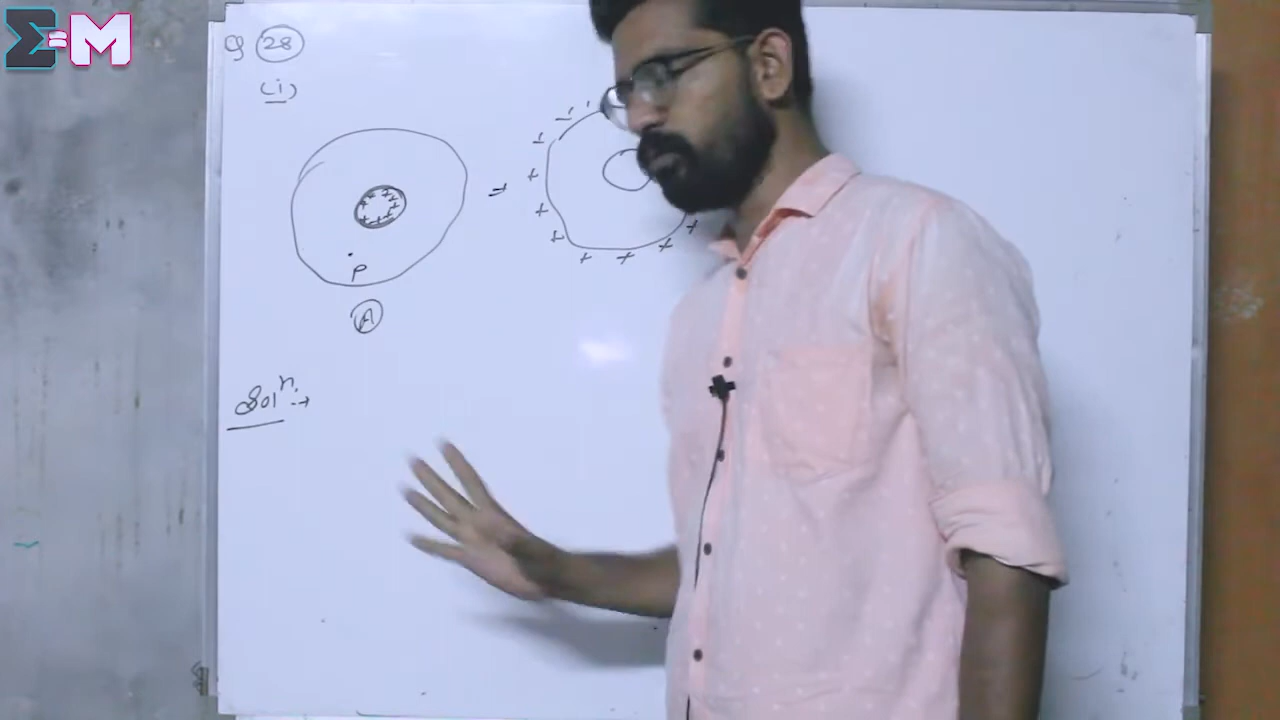 Σ=M
Q 28
(i)
P
A
Solⁿ. →